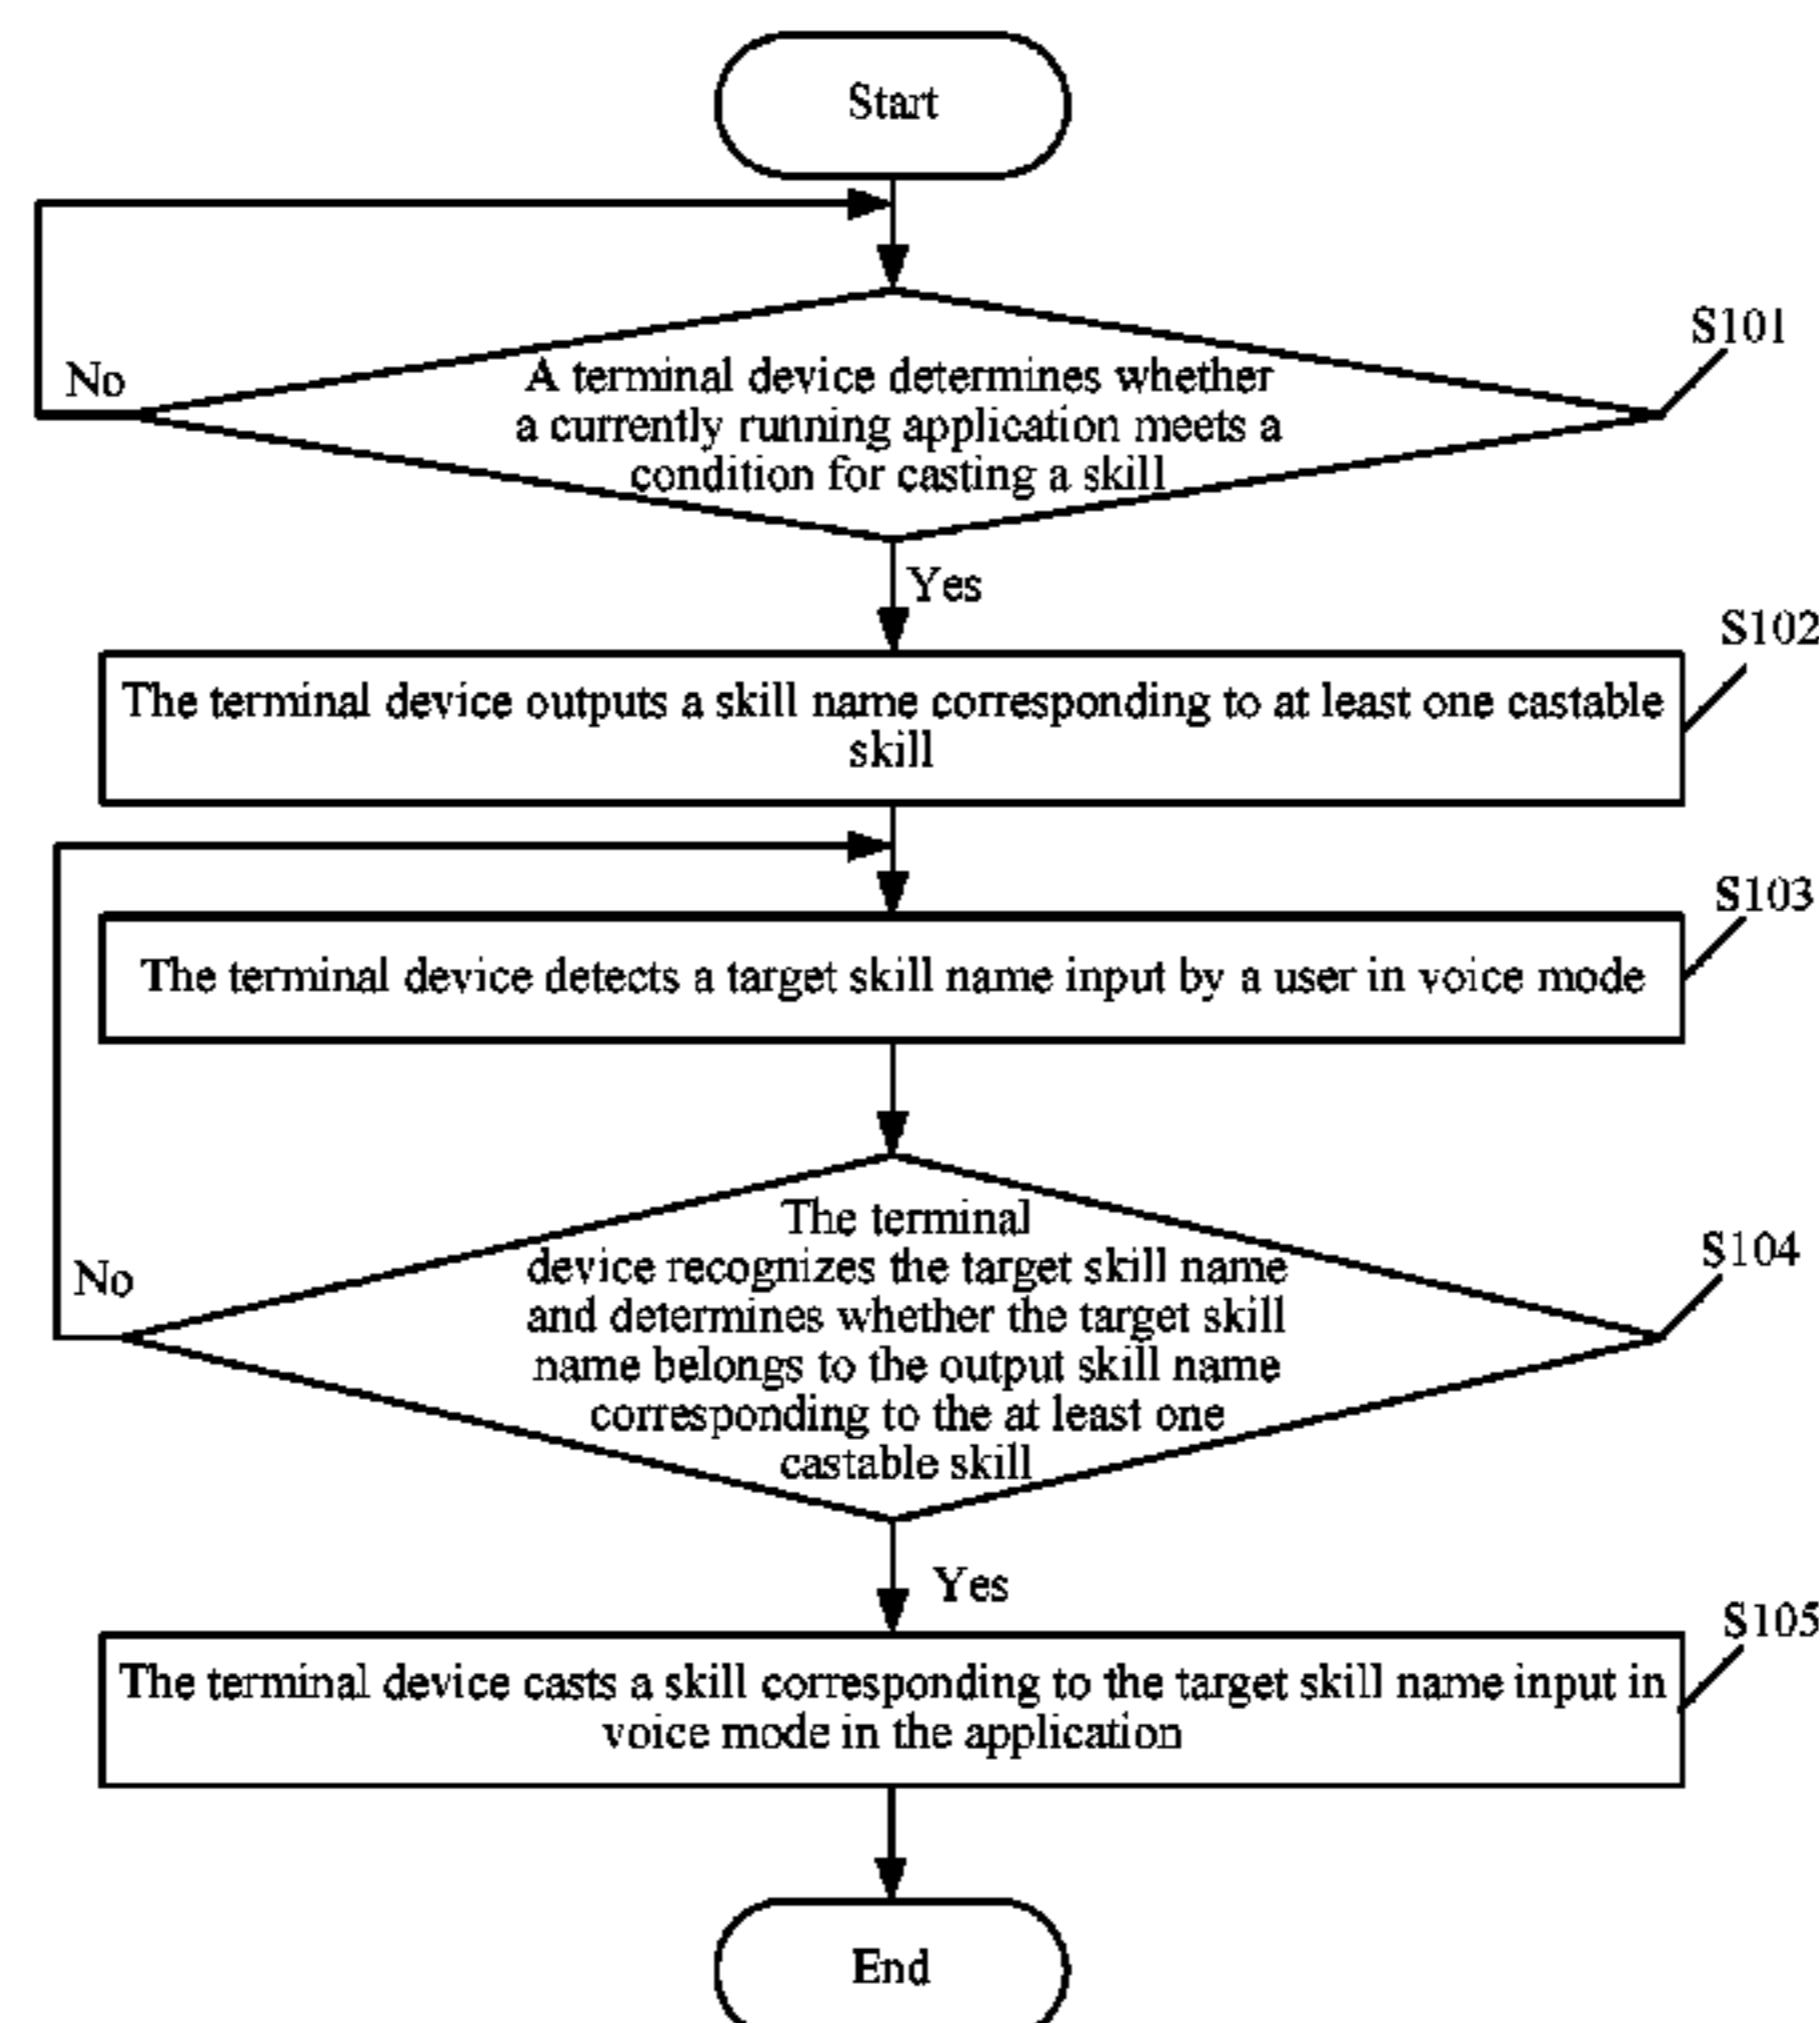 Start
S101
No
A terminal device determines whether
a currently running application meets a
condition for casting a skill
Yes
S102
The terminal device outputs a skill name corresponding to at least one castable
skill
S103
The terminal device detects a target skill name input by a user in voice mode
S104
No
The terminal
device recognizes the target skill name
and determines whether the target skill
name belongs to the output skill name
corresponding to the at least one
castable skill
Yes
S105
The terminal device casts a skill corresponding to the target skill name input in
voice mode in the application
End